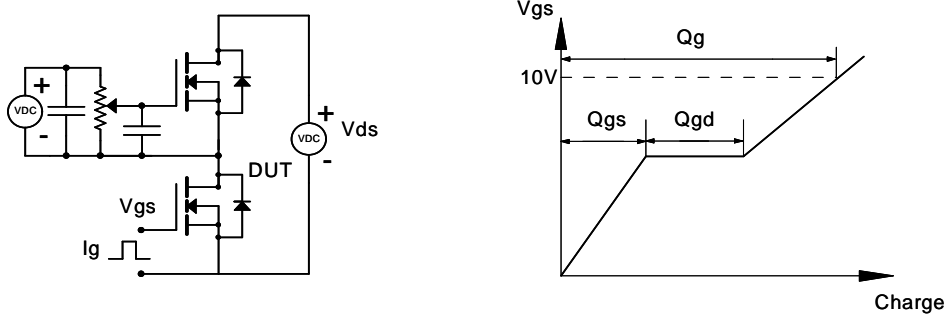 +
VDC
-
+
VDC
-
Vds
DUT
Vgs
Ig
Vgs
Qg
10V
Qgs
Qgd
Charge